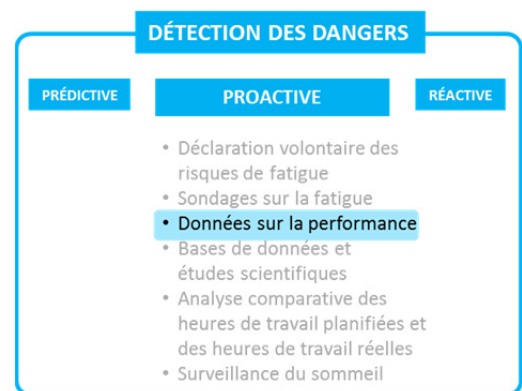 DÉTECTION DES DANGERS
PRÉDICTIVE
PROACTIVE
RÉACTIVE
• Déclaration volontaire des
risques de fatigue
• Sondages sur la fatigue
• Données sur la performance
• Bases de données et
études scientifiques
• Analyse comparative des
heures de travail planifiées et
des heures de travail réelles
• Surveillance du sommeil